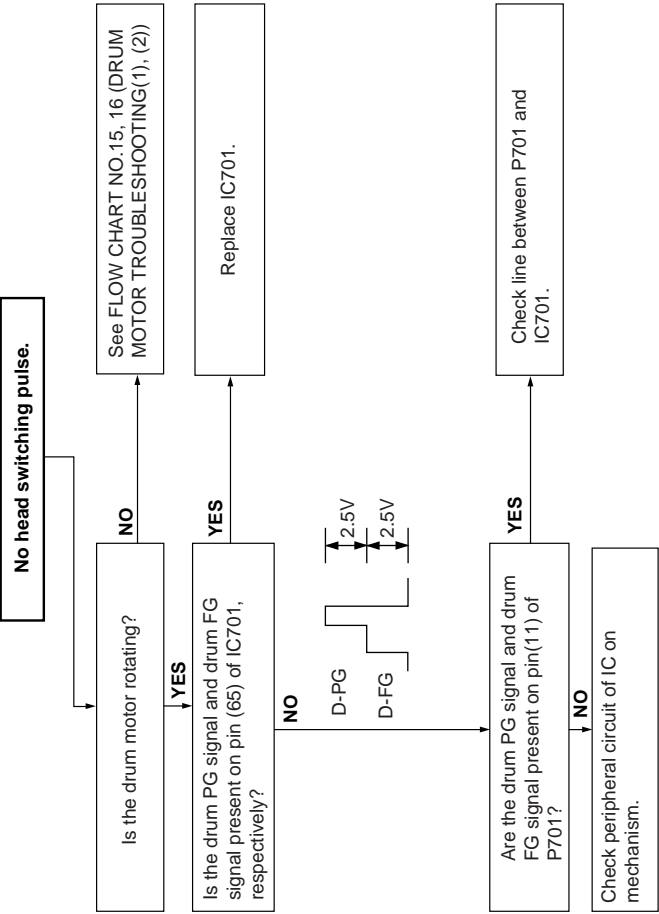 No head switching pulse.
Is the drum motor rotating?
NO
See FLOW CHART NO.15, 16 (DRUM
MOTOR TROUBLESHOOTING(1), (2))
YES
Is the drum PG signal and drum FG
signal present on pin (65) of IC701,
respectively?
YES
Replace IC701.
NO
D-PG
D-FG
2.5V
2.5V
Are the drum PG signal and drum
FG signal present on pin(11) of
P701?
YES
Check line between P701 and
IC701.
NO
Check peripheral circuit of IC on
mechanism.